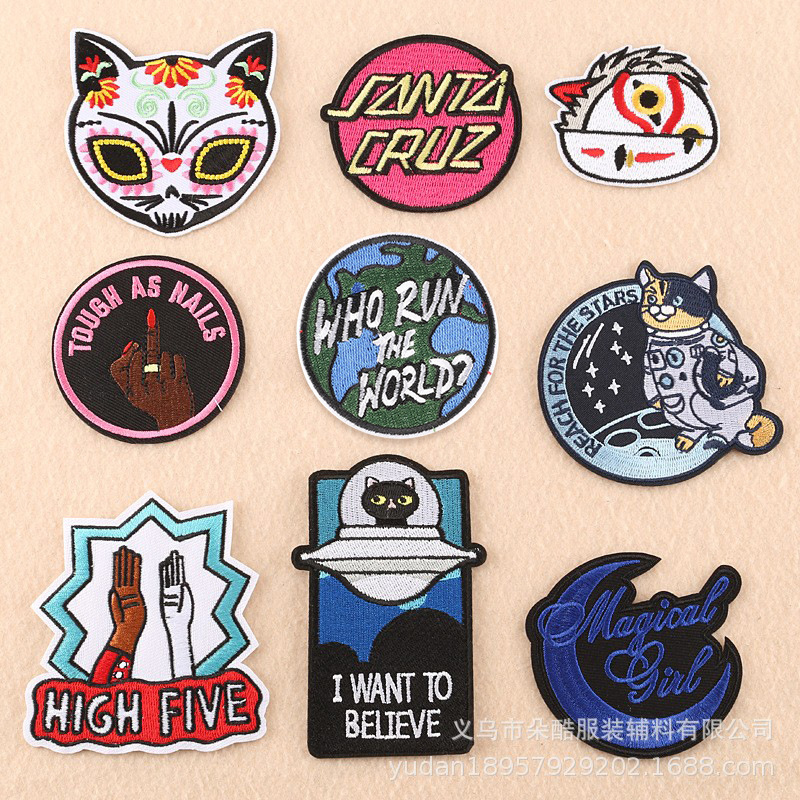 SANTA
CRUZ
TOUGH AS NAILS
WHO RUN
THE
WORLD?
REACH FOR THE STARS
HIGH FIVE
I WANT TO
BELIEVE
Magical
Girl
义乌市朵酷服装辅料有限公司
yudan18957929202.1688.com